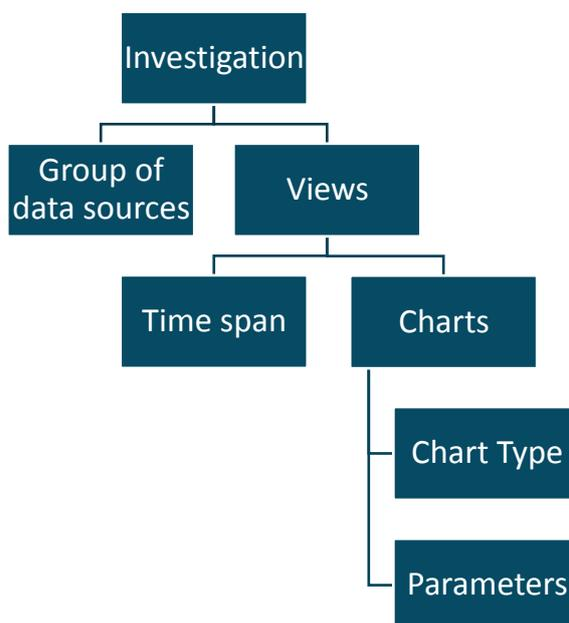 Investigation
Group of
data sources
Views
Time span
Charts
Chart Type
Parameters